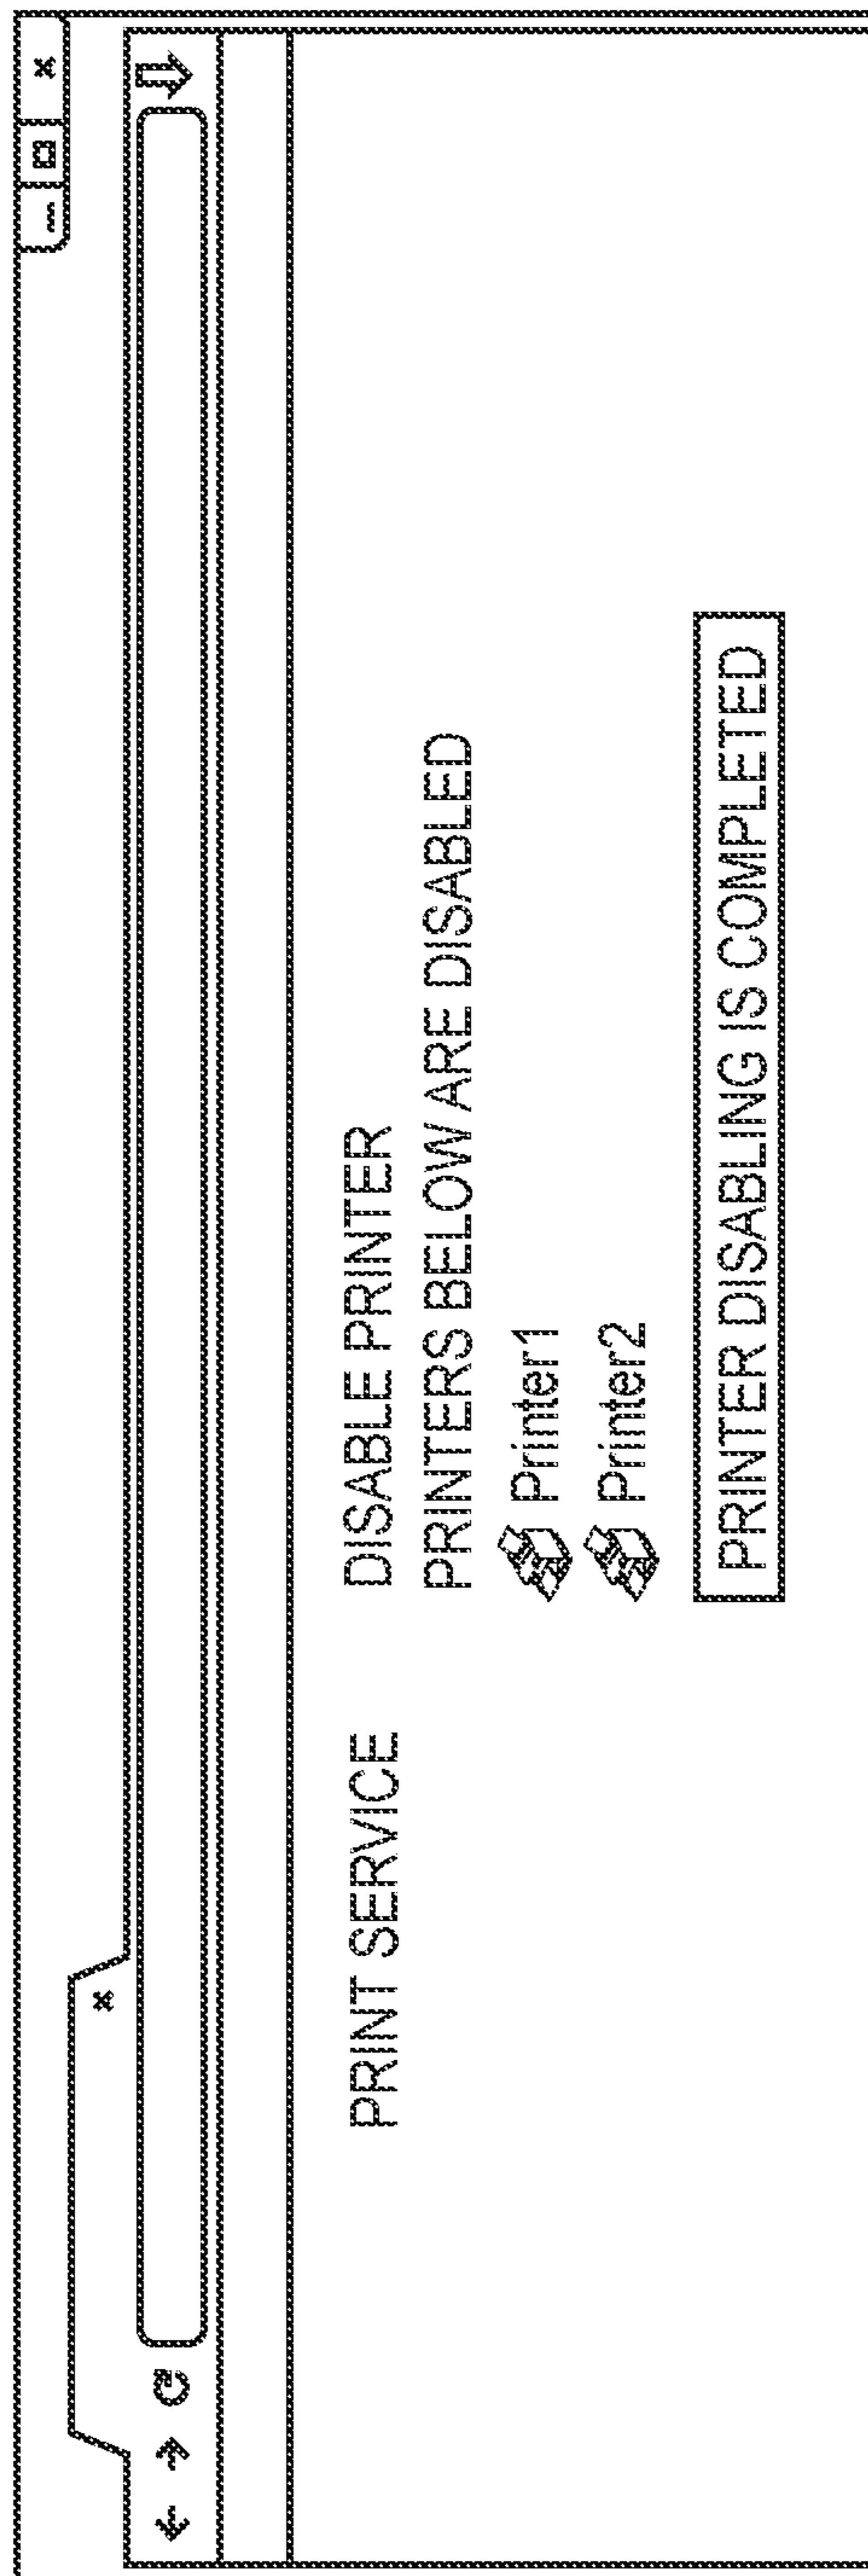 PRINT SERVICE
DISABLE PRINTER
PRINTERS BELOW ARE DISABLED
Printer1
Printer2
PRINTER DISABLING IS COMPLETED